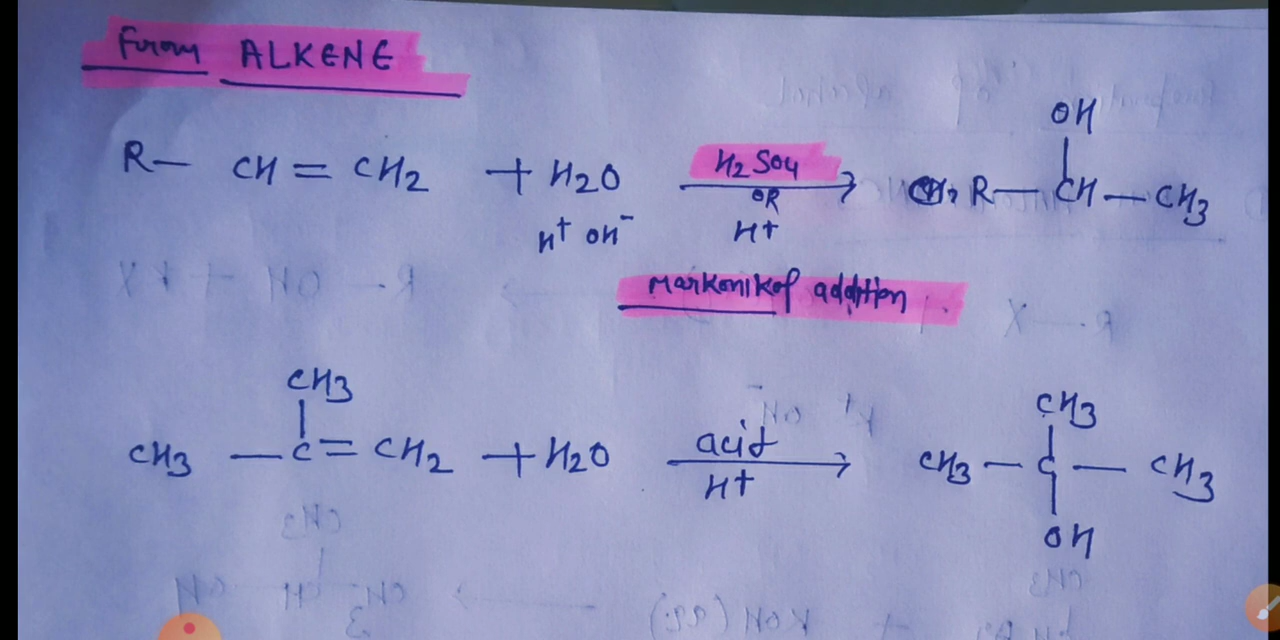 From ALKENE
OH
R— CH = CH2 + H2O H2SO4 R— CH — CH3
OR
H+ OH- H+
Markonikof addition
CH3 CH3
CH3 — C = CH2 + H2O acid CH3 — C — CH3
H+
OH